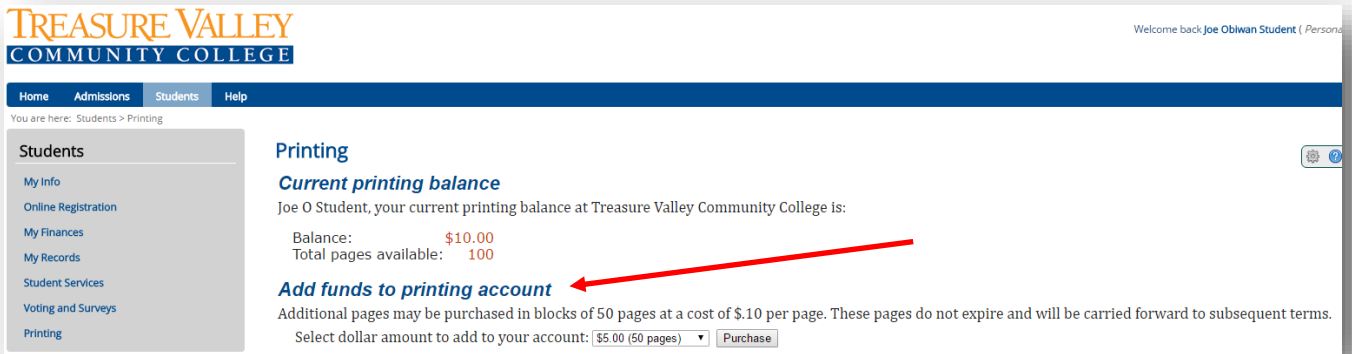 TREASURE VALLEY
COMMUNITY COLLEGE
Welcome back Joe Obiwan Student ( Persona
Home Admissions Students Help
You are here: Students > Printing
Students
My Info
Online Registration
My Finances
My Records
Student Services
Voting and Surveys
Printing
Printing
Current printing balance
Joe O Student, your current printing balance at Treasure Valley Community College is:
Balance: $10.00
Total pages available: 100
Add funds to printing account
Additional pages may be purchased in blocks of 50 pages at a cost of $.10 per page. These pages do not expire and will be carried forward to subsequent terms.
Select dollar amount to add to your account: $5.00 (50 pages) Purchase